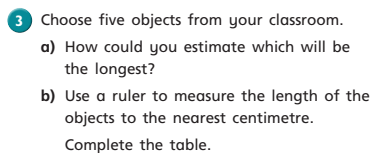 3 Choose five objects from your classroom.
a) How could you estimate which will be
the longest?
b) Use a ruler to measure the length of the
objects to the nearest centimetre.
Complete the table.